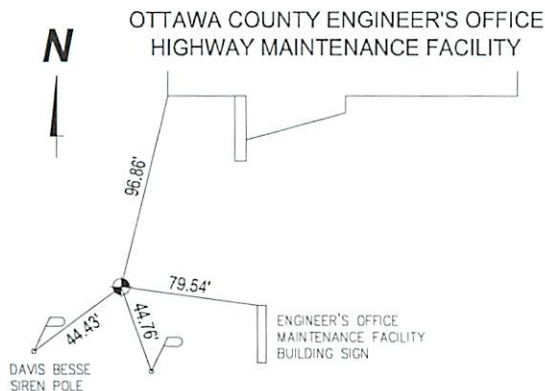 OTTAWA COUNTY ENGINEER'S OFFICE
HIGHWAY MAINTENANCE FACILITY
N
96.86'
79.54'
44.43'
44.76'
ENGINEER'S OFFICE
MAINTENANCE FACILITY
BUILDING SIGN
DAVIS BESSE
SIREN POLE